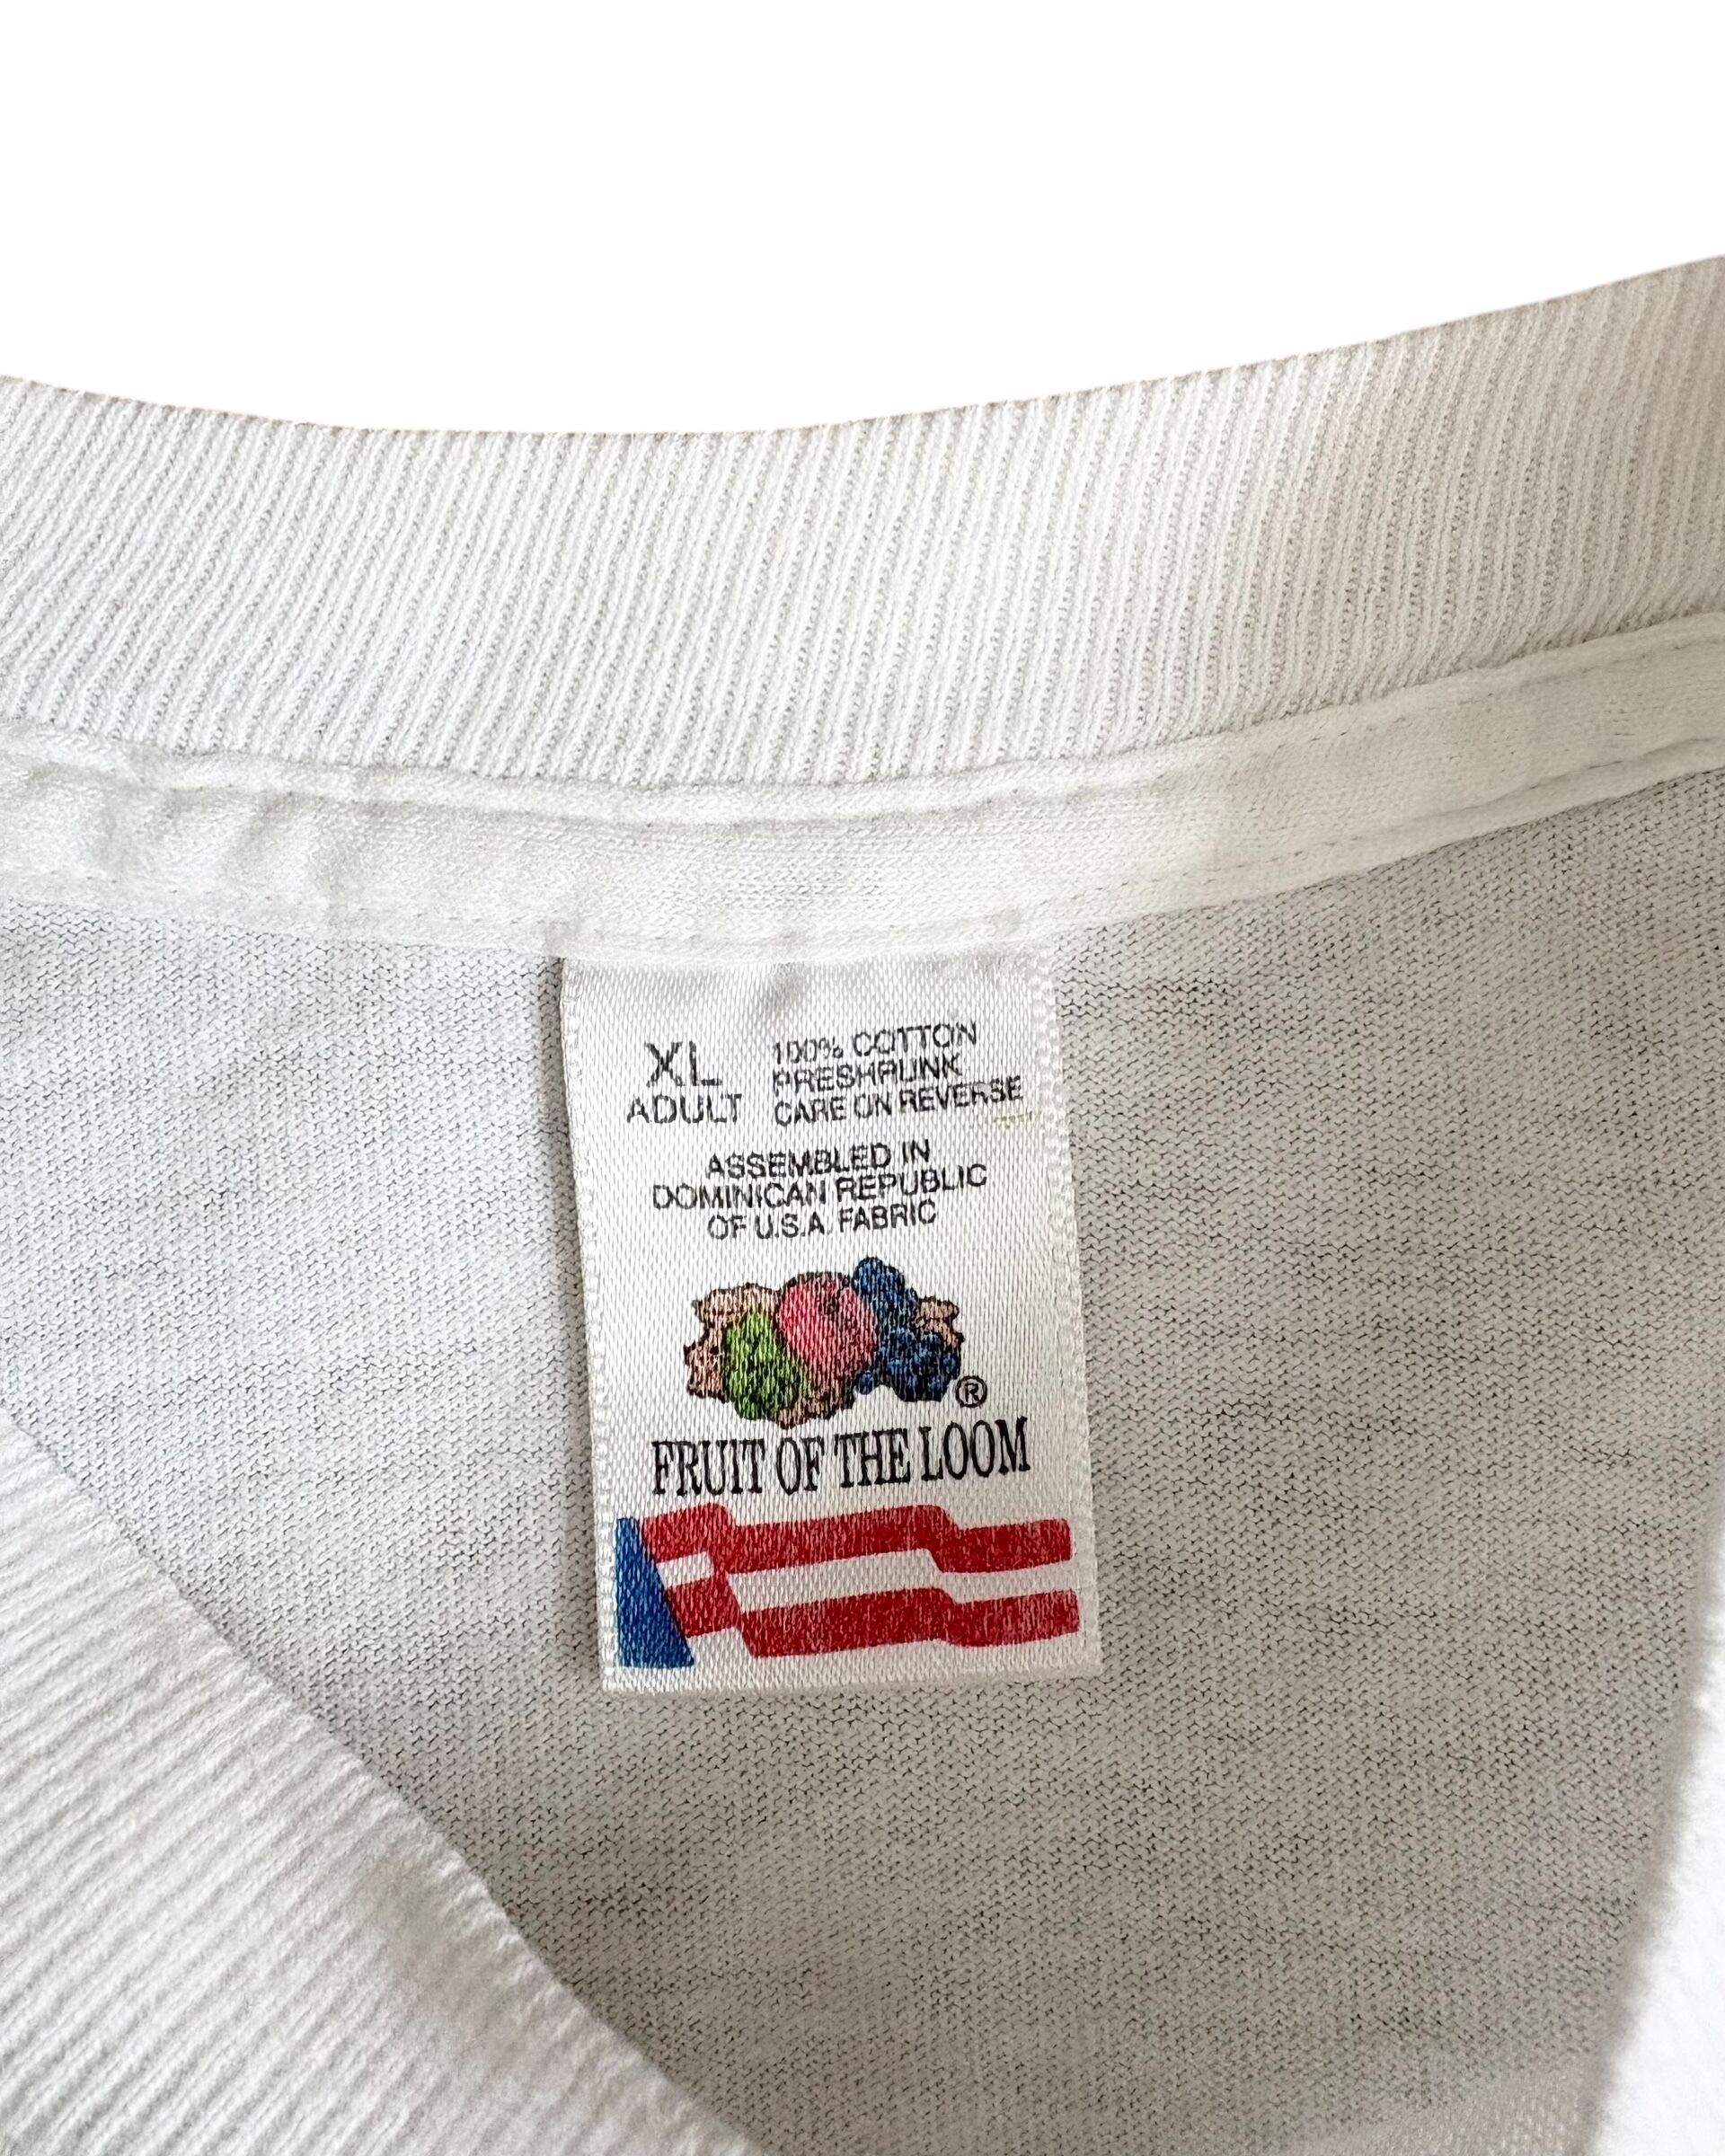 XL
ADULT
100% COTTON
PRESHRUNK
CARE ON REVERSE
ASSEMBLED IN
DOMINICAN REPUBLIC
OF U.S.A. FABRIC
®
FRUIT OF THE LOOM